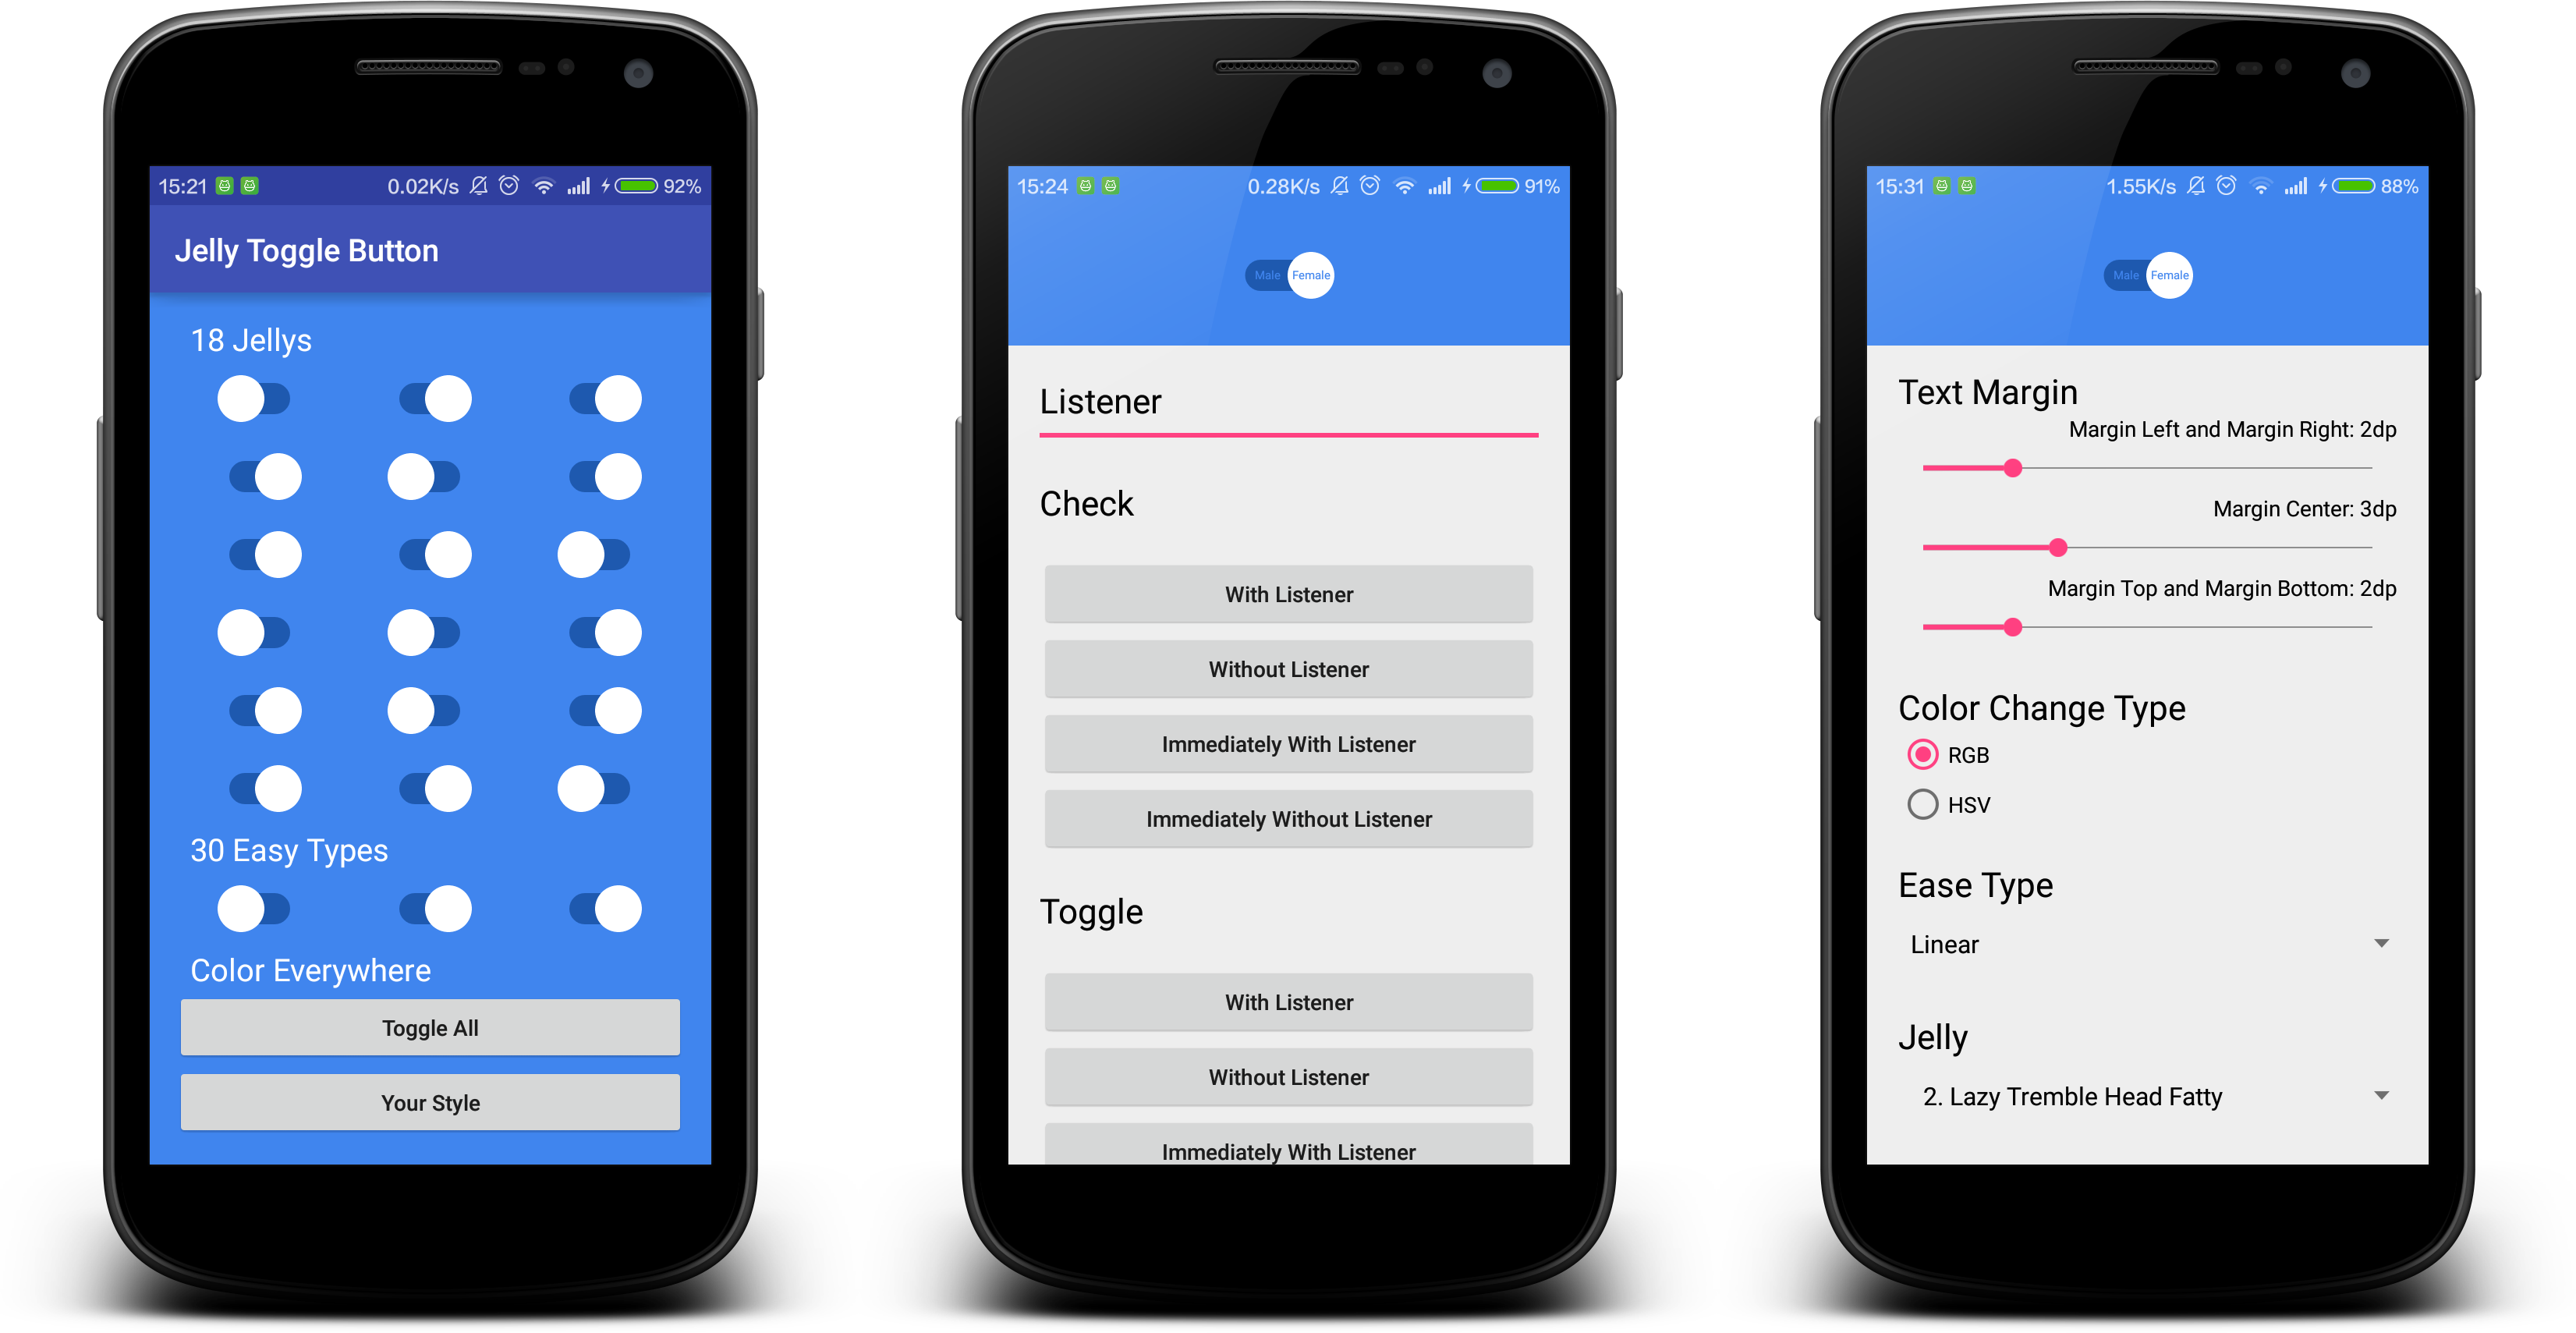 15:21 0.02K/s 92%
Jelly Toggle Button
18 Jellys
30 Easy Types
Color Everywhere
Toggle All
Your Style
15:24 0.28K/s 91%
Male Female
Listener
Check
With Listener
Without Listener
Immediately With Listener
Immediately Without Listener
Toggle
With Listener
Without Listener
Immediately With Listener
15:31 1.55K/s 88%
Male Female
Text Margin
Margin Left and Margin Right: 2dp
Margin Center: 3dp
Margin Top and Margin Bottom: 2dp
Color Change Type
RGB
HSV
Ease Type
Linear
Jelly
2. Lazy Tremble Head Fatty